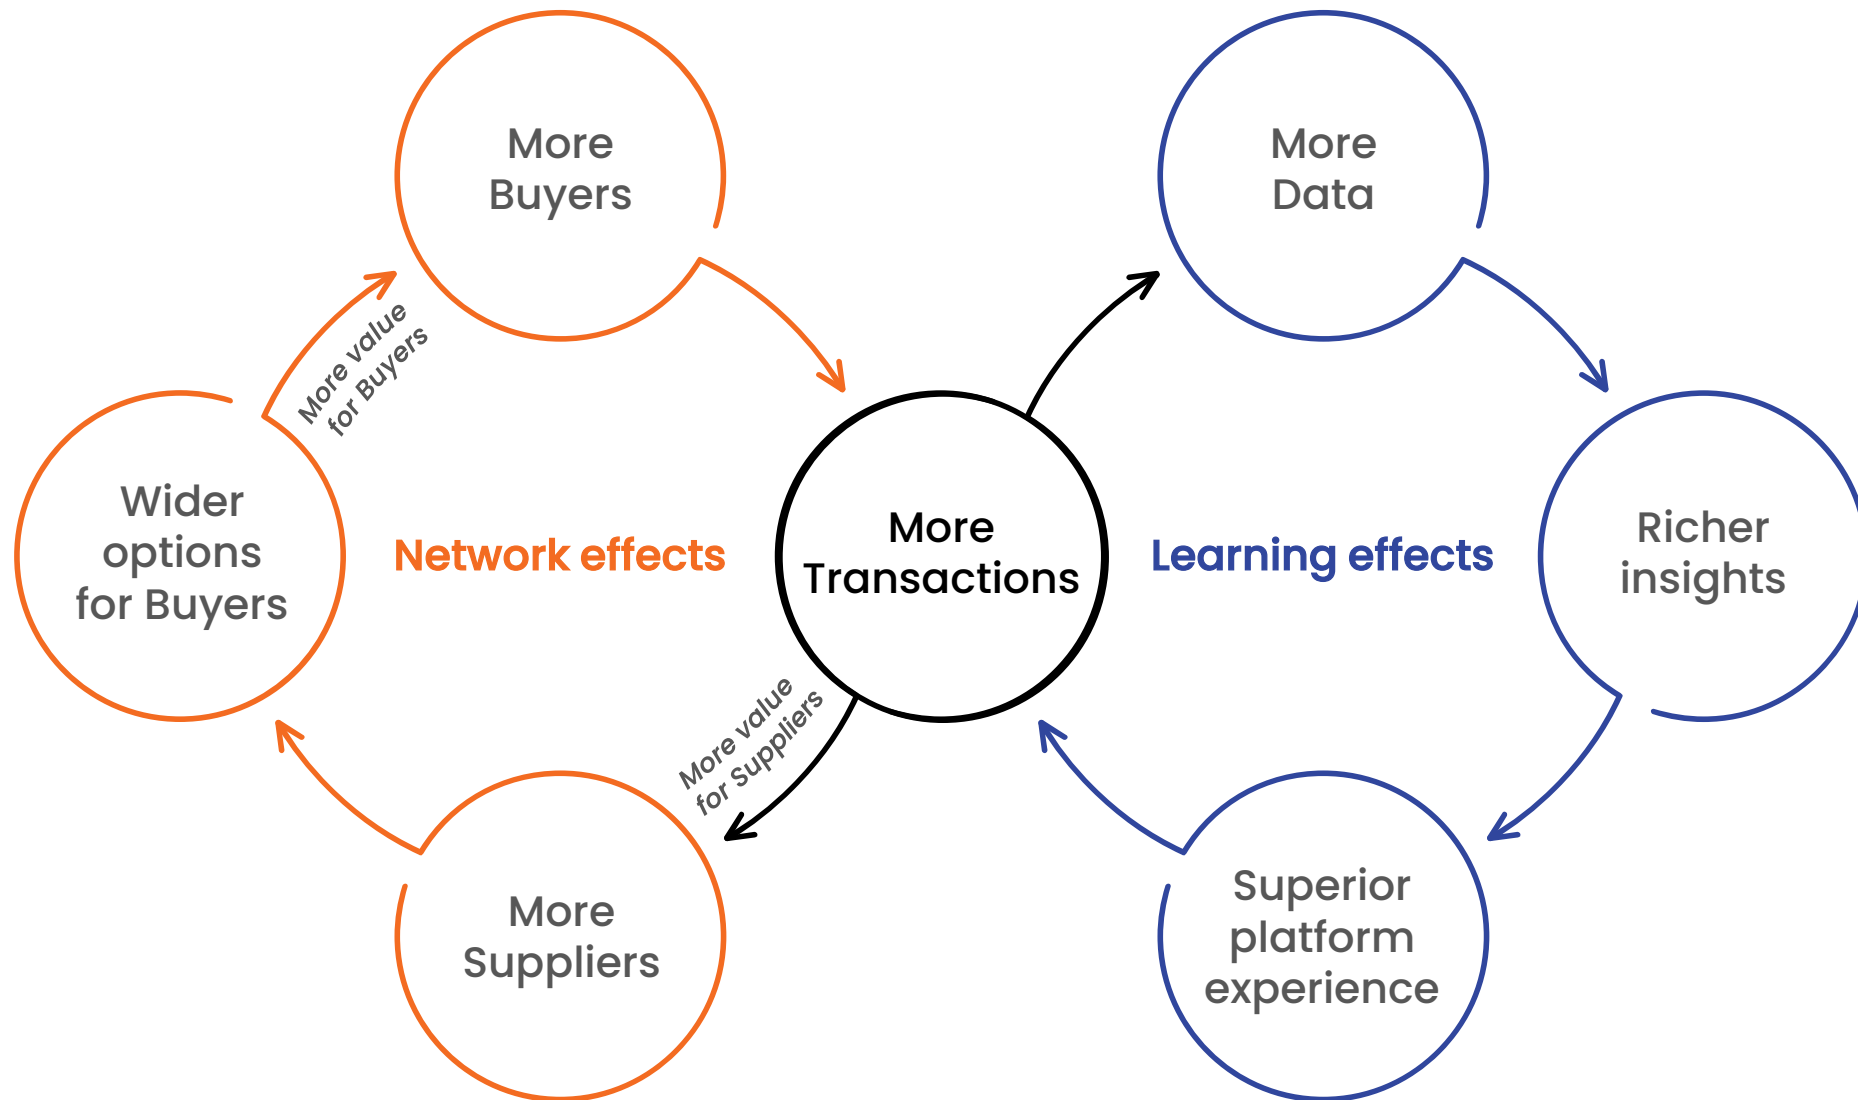 More
Buyers
More
Data
More value
for Buyers
Wider
options
for Buyers
Network effects
More
Transactions
Learning effects
Richer
insights
More value
for Suppliers
More
Suppliers
Superior
platform
experience